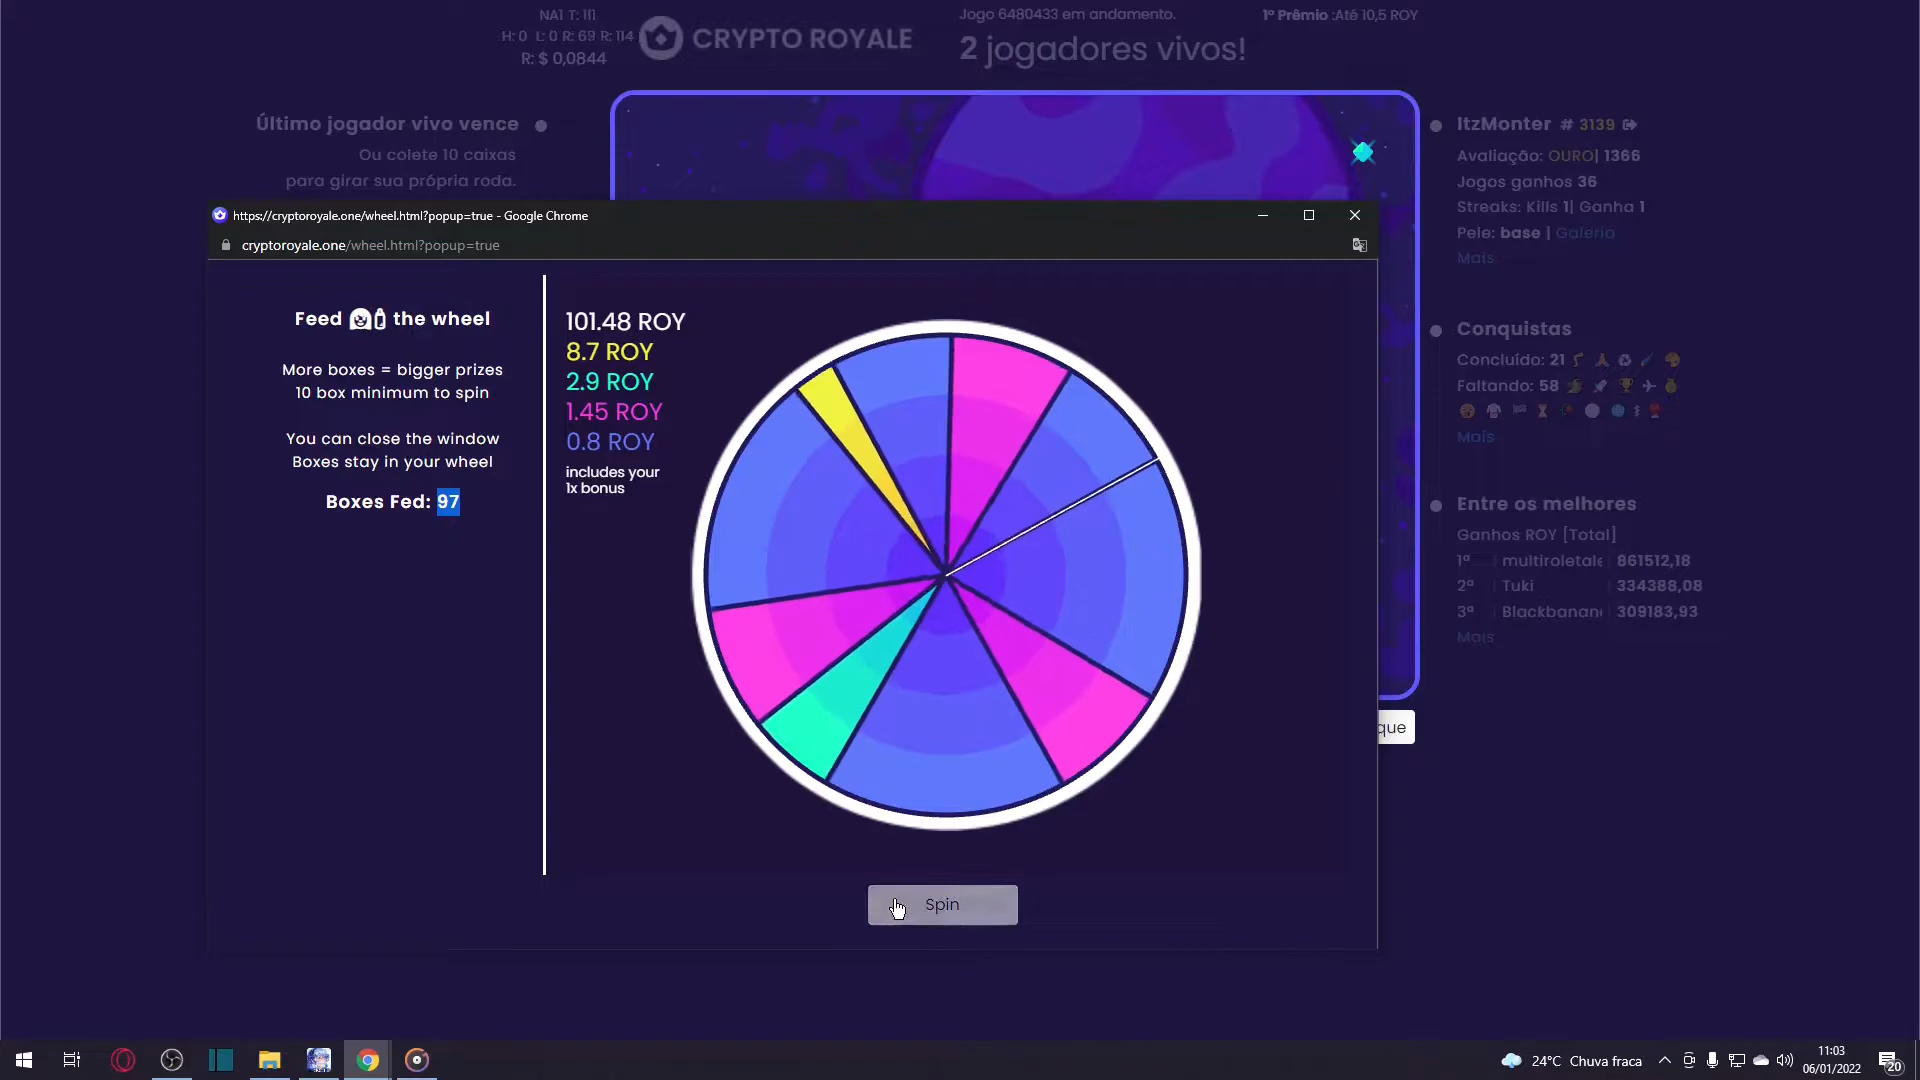 NA1 T: 111
H: 0 L: 0 R: 69 R: 114
R: $ 0,0844
CRYPTO ROYALE
Jogo 6480433 em andamento.
2 jogadores vivos!
1º Prêmio :Até 10,5 ROY
Último jogador vivo vence
Ou colete 10 caixas
para girar sua própria roda.
ItzMonter # 3139
Avaliação: OURO| 1366
Jogos ganhos 36
Streaks: Kills 1| Ganha 1
Pele: base | Galeria
Mais
Conquistas
Concluído: 21
Faltando: 58
Mais
Entre os melhores
Ganhos ROY [Total]
1ª multiroletale 861512,18
2ª Tuki 334388,08
3ª Blackbanan 309183,93
Mais
https://cryptoroyale.one/wheel.html?popup=true - Google Chrome
cryptoroyale.one/wheel.html?popup=true
Feed the wheel
More boxes = bigger prizes
10 box minimum to spin
You can close the window
Boxes stay in your wheel
Boxes Fed: 97
101.48 ROY
8.7 ROY
2.9 ROY
1.45 ROY
0.8 ROY
includes your
1x bonus
Spin
que
24°C Chuva fraca
11:03
06/01/2022
20